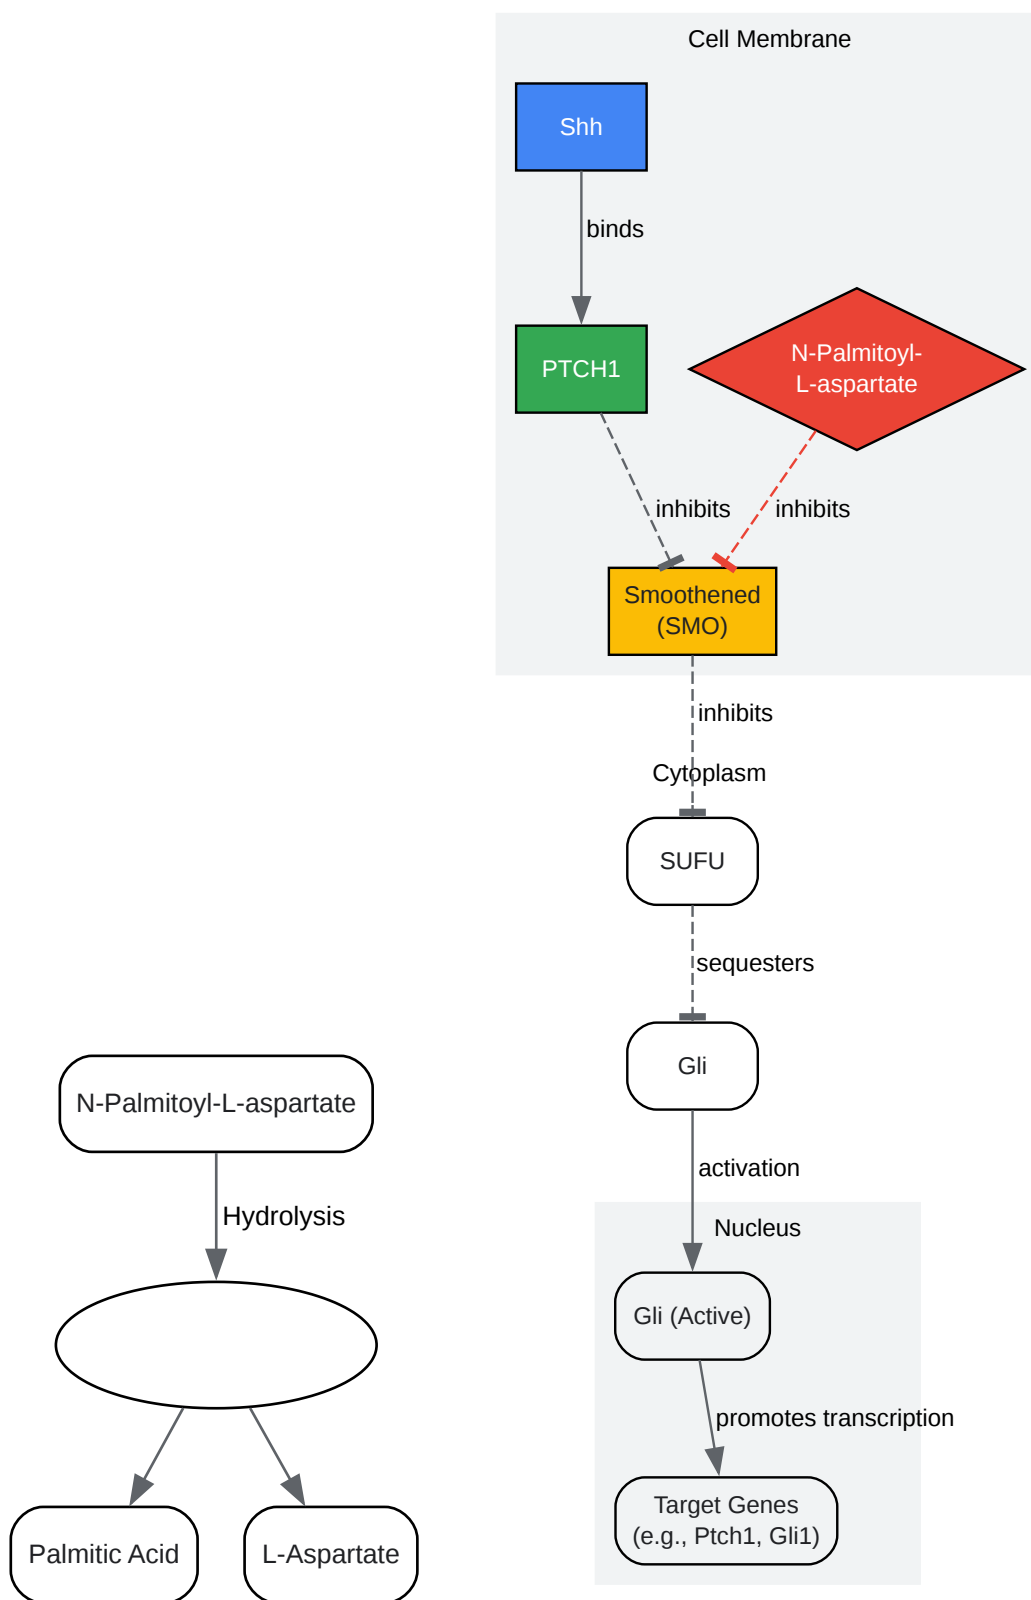 Cell Membrane
Shh
binds
PTCH1
N-Palmitoyl-
L-aspartate
inhibits
inhibits
Smoothened
(SMO)
inhibits
Cytoplasm
SUFU
sequesters
Gli
activation
Nucleus
Gli (Active)
promotes transcription
Target Genes
(e.g., Ptch1, Gli1)
N-Palmitoyl-L-aspartate
Hydrolysis
Palmitic Acid
L-Aspartate